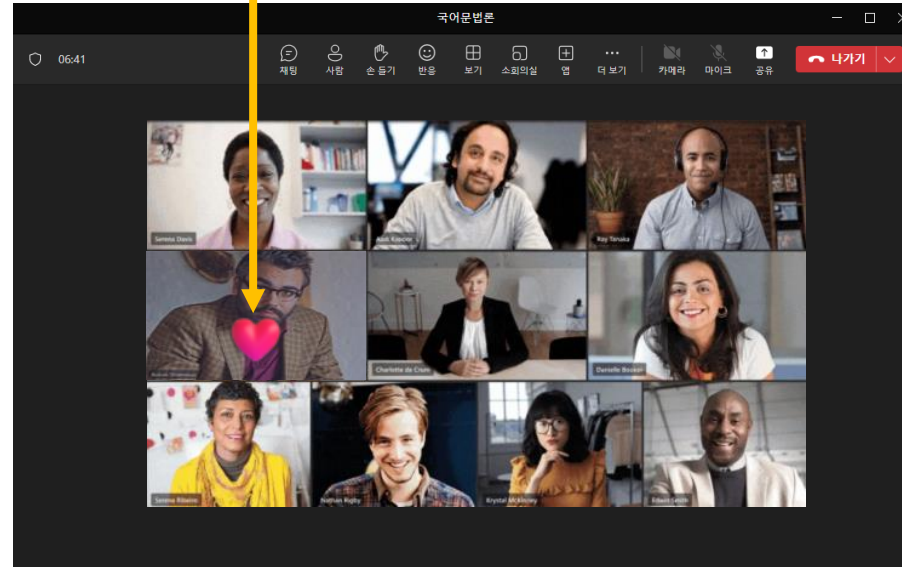 국어문법론
06:41
채팅 사람 손 들기 반응 보기 소회의실 앱 더 보기 카메라 마이크 공유 나가기
Serena Davis
Ray Tanaka
Charlotte de Crum
Danielle Booker
Serena Ribeiro
Nathan Rigby
Krystal McKinney
Edwin Smith